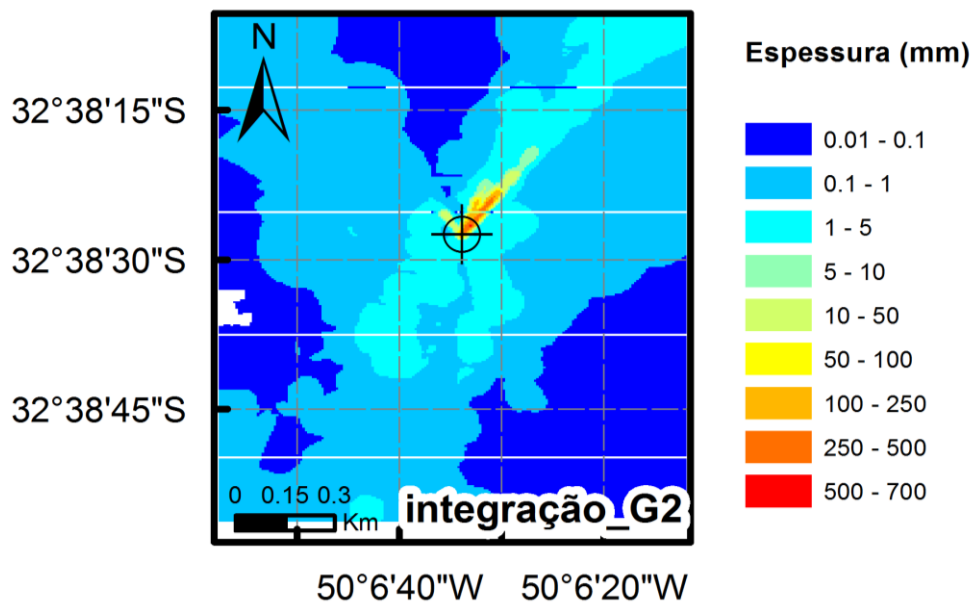 N
32°38'15"S
32°38'30"S
32°38'45"S
0 0.15 0.3
Km
integração_G2
50°6'40"W 50°6'20"W
Espessura (mm)
0.01 - 0.1
0.1 - 1
1 - 5
5 - 10
10 - 50
50 - 100
100 - 250
250 - 500
500 - 700